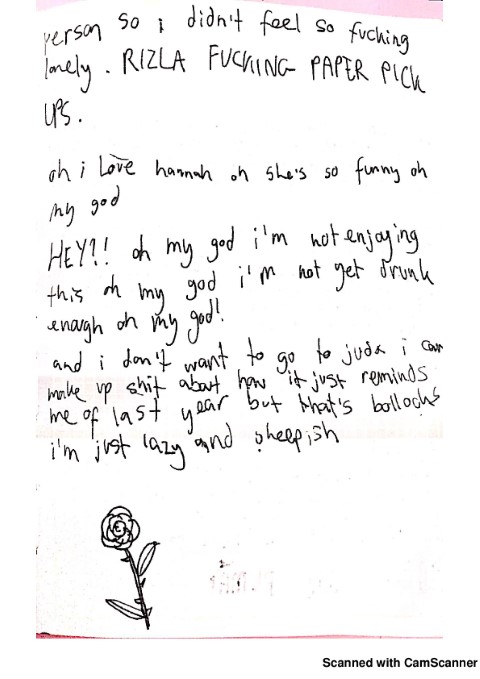 person so i didn't feel so fucking
lonely. RIZLA FUCKING PAPER PICK
UPS.
oh i love hannah oh she's so funny oh
my god
HEY?! oh my god i'm not enjoying
this oh my god i'm not get drunk
enough oh my god!
and i don't want to go to juda i can
make up shit about how it just reminds
me of last year but that's bollocks
i'm just lazy and sheepish
Scanned with CamScanner